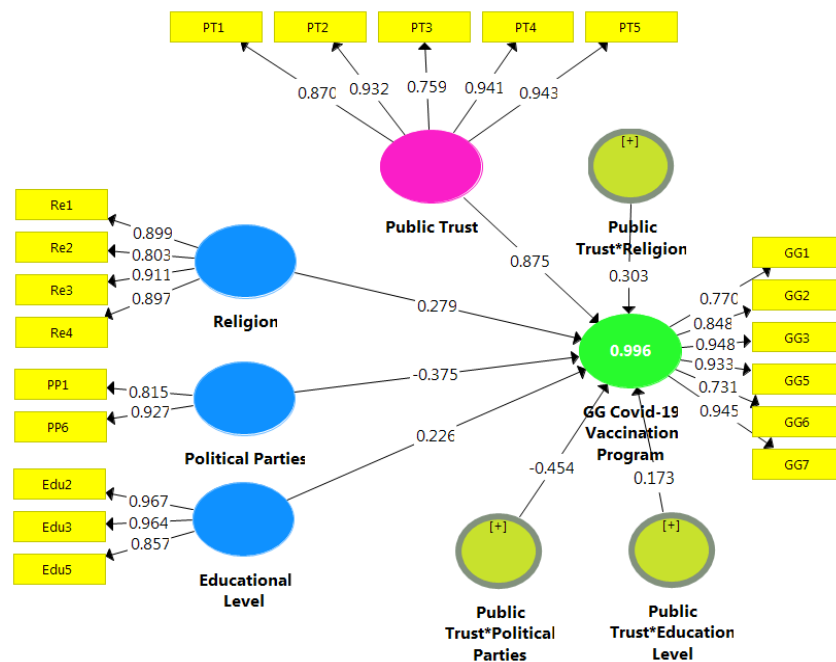 PT1 PT2 PT3 PT4 PT5
0.870 0.932 0.759 0.941 0.943
Public Trust
[+]
Public
Trust*Religion
Re1
Re2
Re3
Re4
0.899
0.803
0.911
0.897
Religion
0.875
0.303
0.279
PP1
PP6
0.815
0.927
Political Parties
-0.375
Edu2
Edu3
Edu5
0.967
0.964
0.857
Educational
Level
0.226
0.996
GG Covid-19
Vaccination
Program
0.770
0.848
0.948
0.933
0.731
0.945
GG1
GG2
GG3
GG5
GG6
GG7
-0.454
0.173
[+]
Public
Trust*Political
Parties
[+]
Public
Trust*Education
Level